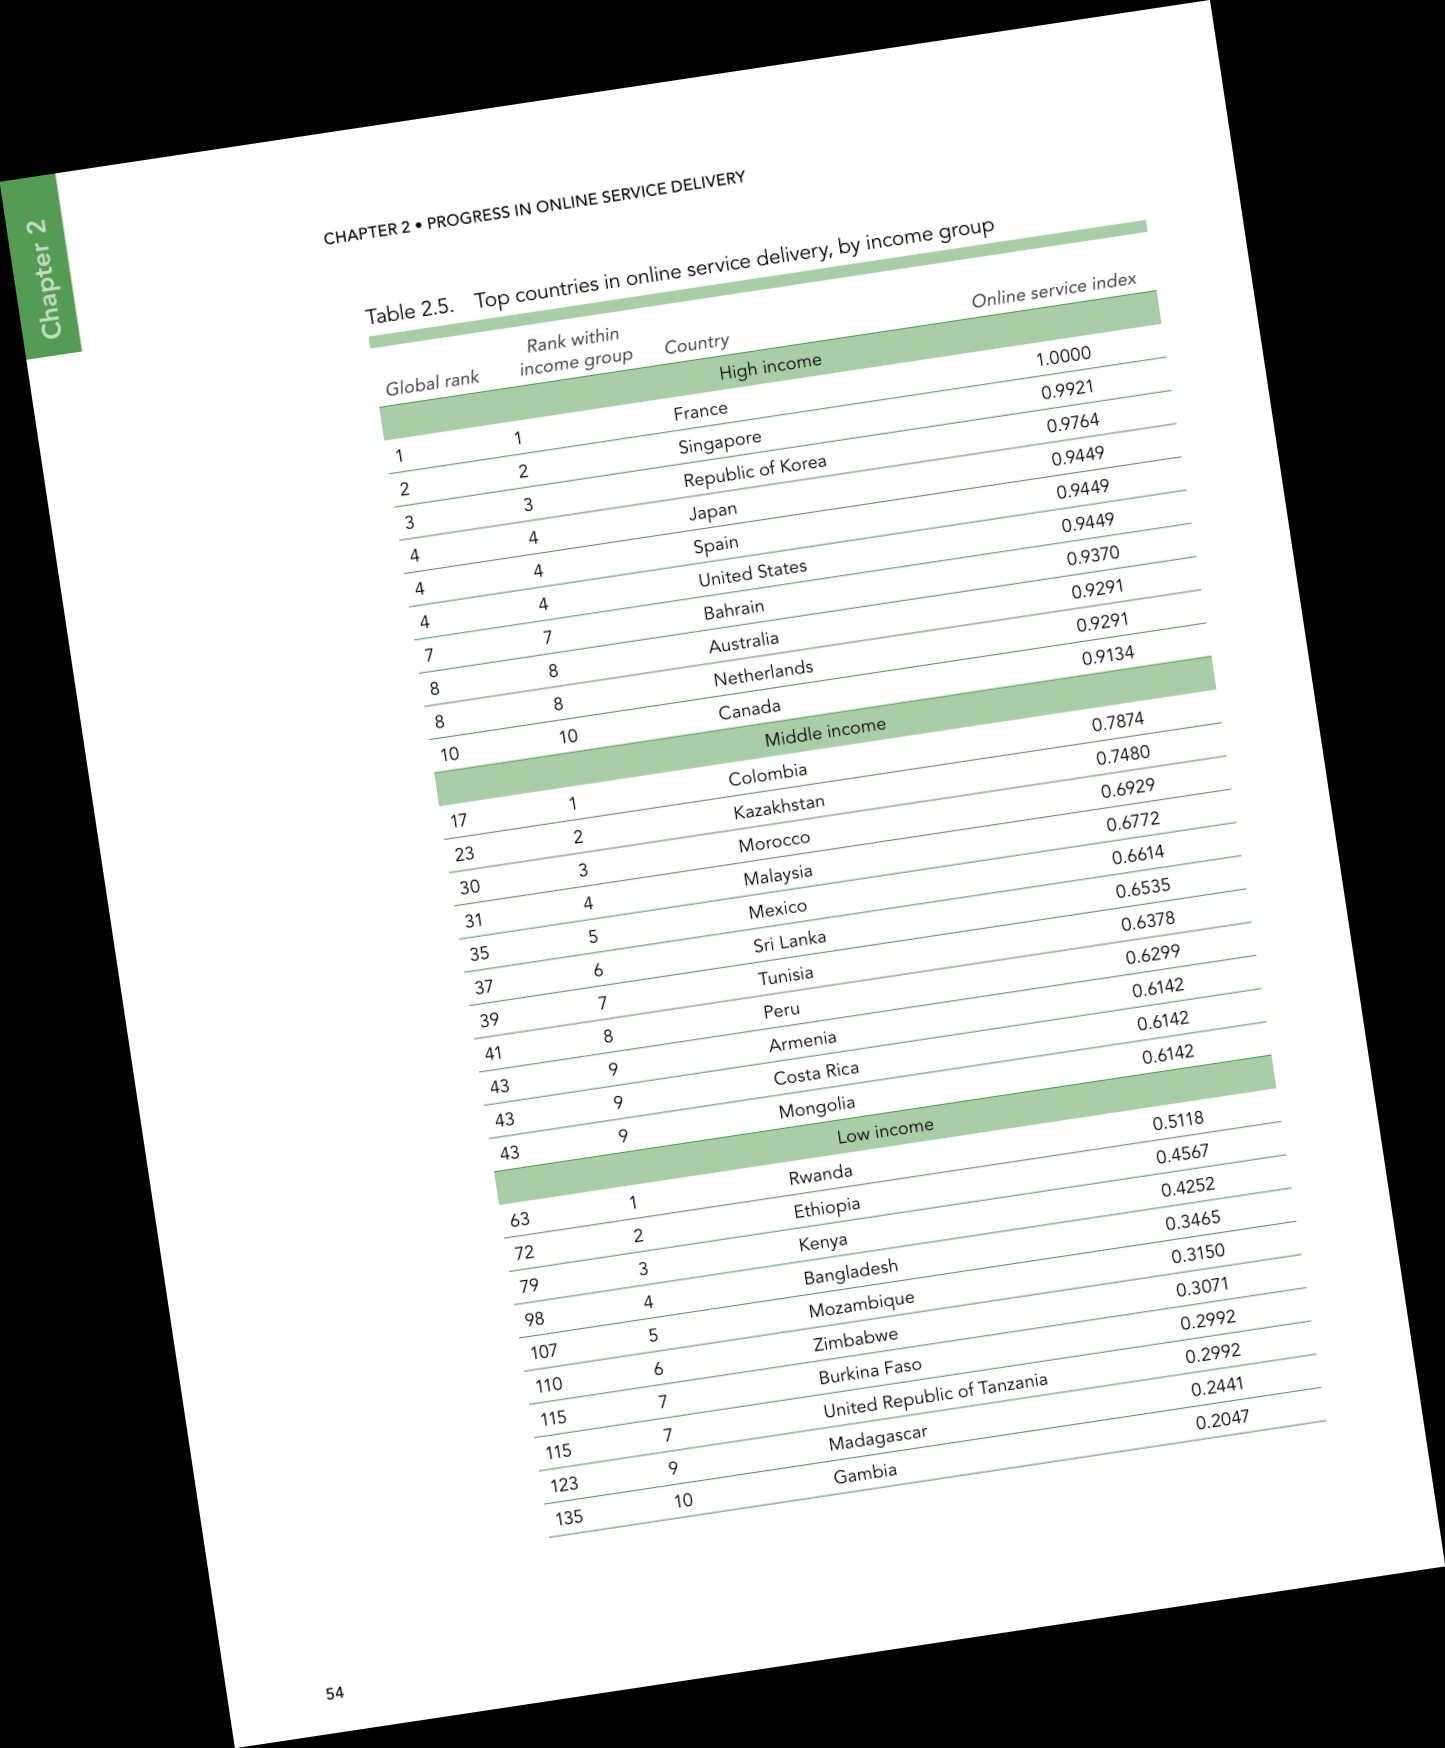 Chapter 2
CHAPTER 2 • PROGRESS IN ONLINE SERVICE DELIVERY
Table 2.5. Top countries in online service delivery, by income group
Global rank Rank within income group Country Online service index
High income
1 1 France 1.0000
2 2 Singapore 0.9921
3 3 Republic of Korea 0.9764
4 4 Japan 0.9449
4 4 Spain 0.9449
4 4 United States 0.9449
7 7 Bahrain 0.9370
8 8 Australia 0.9291
8 8 Netherlands 0.9291
10 10 Canada 0.9134
Middle income
17 1 Colombia 0.7874
23 2 Kazakhstan 0.7480
30 3 Morocco 0.6929
31 4 Malaysia 0.6772
35 5 Mexico 0.6614
37 6 Sri Lanka 0.6535
39 7 Tunisia 0.6378
41 8 Peru 0.6299
43 9 Armenia 0.6142
43 9 Costa Rica 0.6142
43 9 Mongolia 0.6142
Low income
63 1 Rwanda 0.5118
72 2 Ethiopia 0.4567
79 3 Kenya 0.4252
98 4 Bangladesh 0.3465
107 5 Mozambique 0.3150
110 6 Zimbabwe 0.3071
115 7 Burkina Faso 0.2992
115 7 United Republic of Tanzania 0.2992
123 9 Madagascar 0.2441
135 10 Gambia 0.2047
54